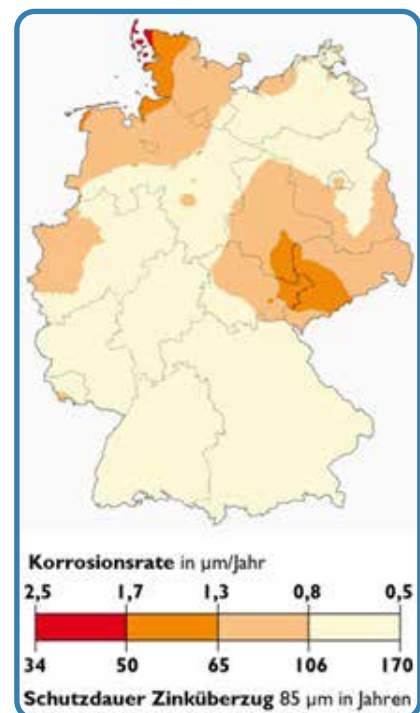 Korrosionsrate in µm/Jahr
2,5 1,7 1,3 0,8 0,5
34 50 65 106 170
Schutzdauer Zinküberzug 85 µm in Jahren